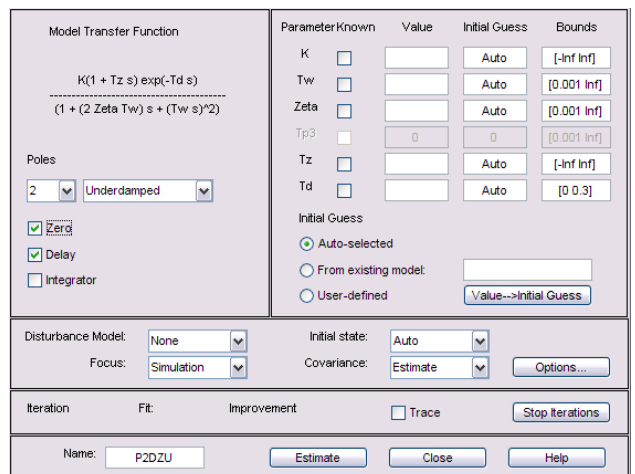 Model Transfer Function
K(1 + Tz s) exp(-Td s)
(1 + (2 Zeta Tw) s + (Tw s)^2)
Poles
2 Underdamped
Zero
Delay
Integrator
Parameter Known Value Initial Guess Bounds
K Auto [-Inf Inf]
Tw Auto [0.001 Inf]
Zeta Auto [0.001 Inf]
Tp3 0 0 [0.001 Inf]
Tz Auto [-Inf Inf]
Td Auto [0 0.3]
Initial Guess
Auto-selected
From existing model:
User-defined Value-->Initial Guess
Disturbance Model: None Initial state: Auto
Focus: Simulation Covariance: Estimate Options...
Iteration Fit: Improvement Trace Stop Iterations
Name: P2DZU Estimate Close Help